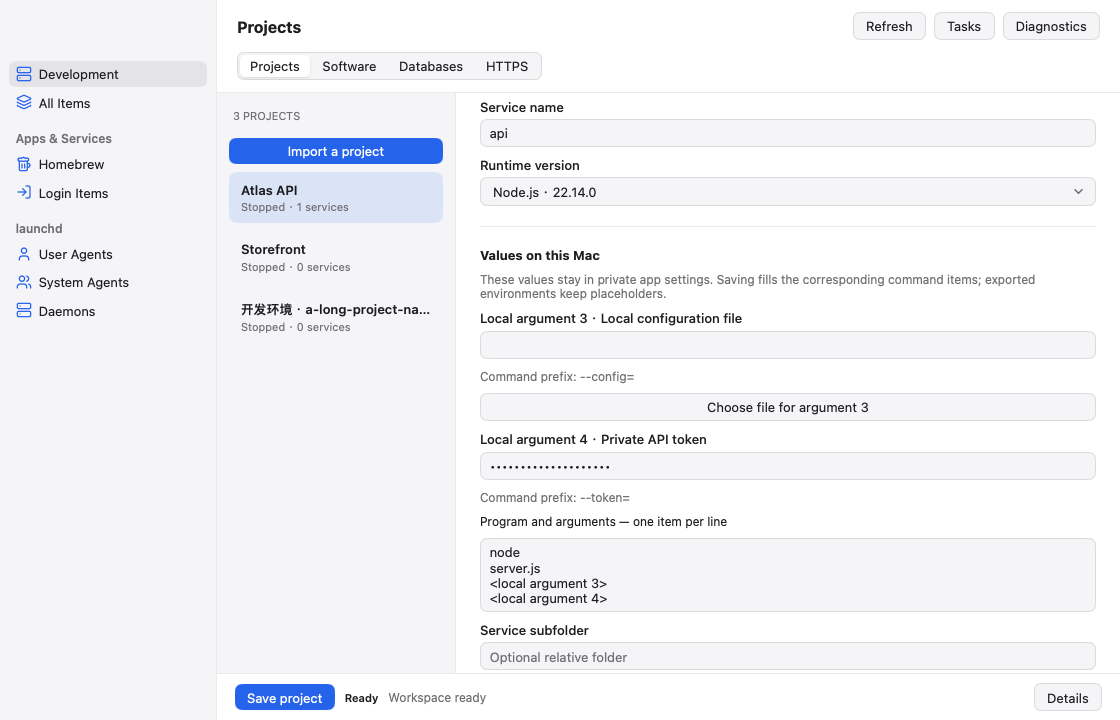 Projects
Refresh
Tasks
Diagnostics
Projects
Software
Databases
HTTPS
Development
All Items
Apps & Services
Homebrew
Login Items
launchd
User Agents
System Agents
Daemons
3 PROJECTS
Import a project
Atlas API
Stopped · 1 services
Storefront
Stopped · 0 services
开发环境 · a-long-project-na...
Stopped · 0 services
Service name
api
Runtime version
Node.js · 22.14.0
Values on this Mac
These values stay in private app settings. Saving fills the corresponding command items; exported
environments keep placeholders.
Local argument 3 · Local configuration file
Command prefix: --config=
Choose file for argument 3
Local argument 4 · Private API token
••••••••••••••••••••
Command prefix: --token=
Program and arguments — one item per line
node
server.js
<local argument 3>
<local argument 4>
Service subfolder
Optional relative folder
Save project
Ready
Workspace ready
Details